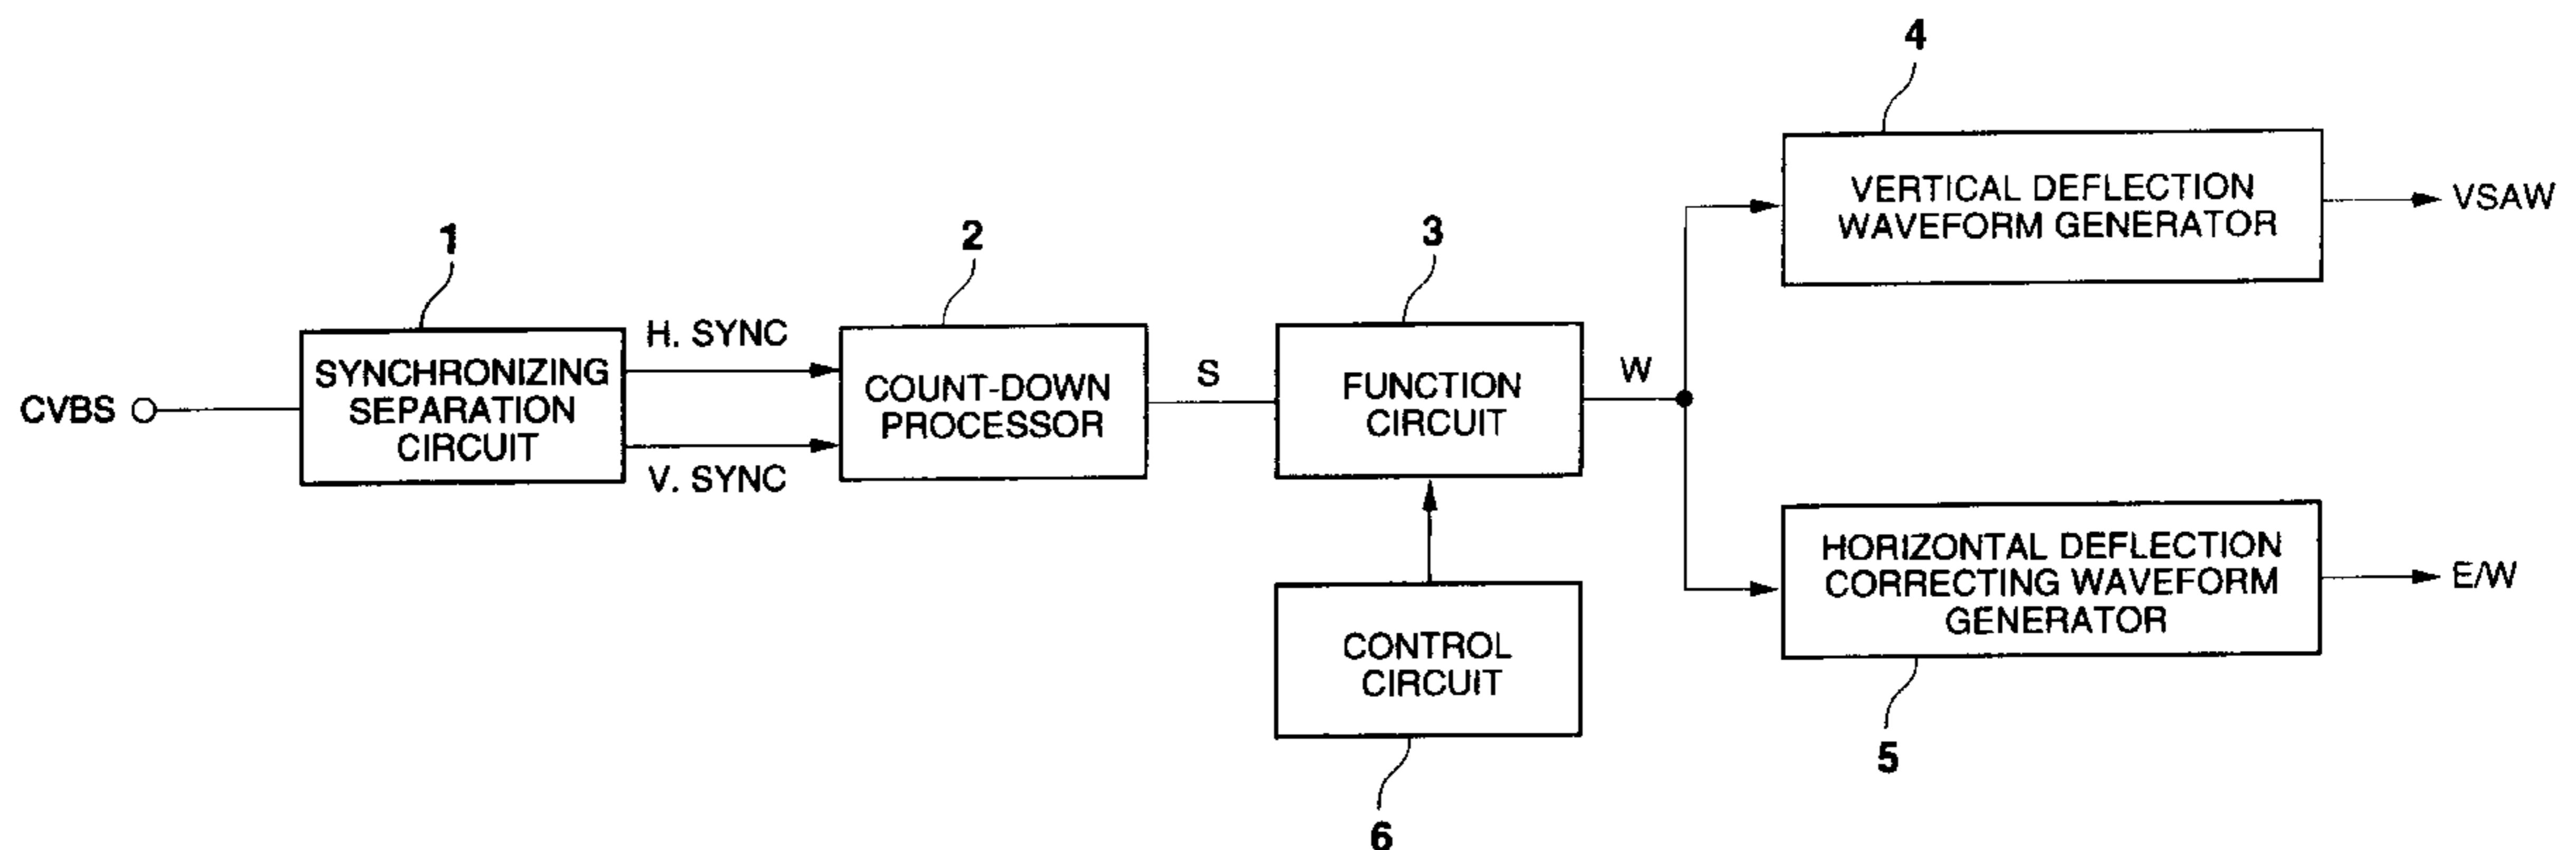 4
VERTICAL DEFLECTION
WAVEFORM GENERATOR
VSAW
1
2
3
H. SYNC
CVBS
SYNCHRONIZING
SEPARATION
CIRCUIT
V. SYNC
COUNT-DOWN
PROCESSOR
S
FUNCTION
CIRCUIT
W
HORIZONTAL DEFLECTION
CORRECTING WAVEFORM
GENERATOR
E/W
CONTROL
CIRCUIT
5
6